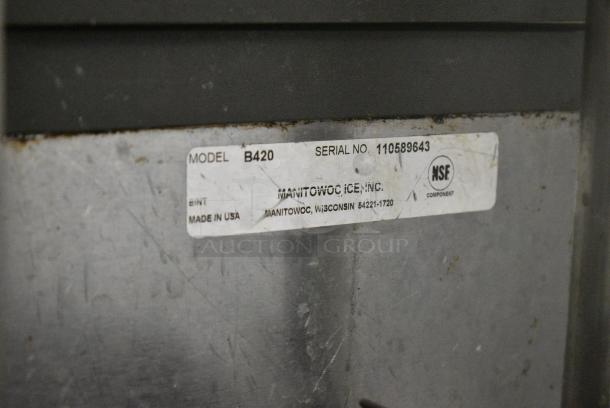 MODEL B420 SERIAL NO. 110589643
NSF
COMPONENT
BINT MANITOWOC ICE, INC.
MADE IN USA MANITOWOC, WISCONSIN 54221-1720
AUCTION GROUP